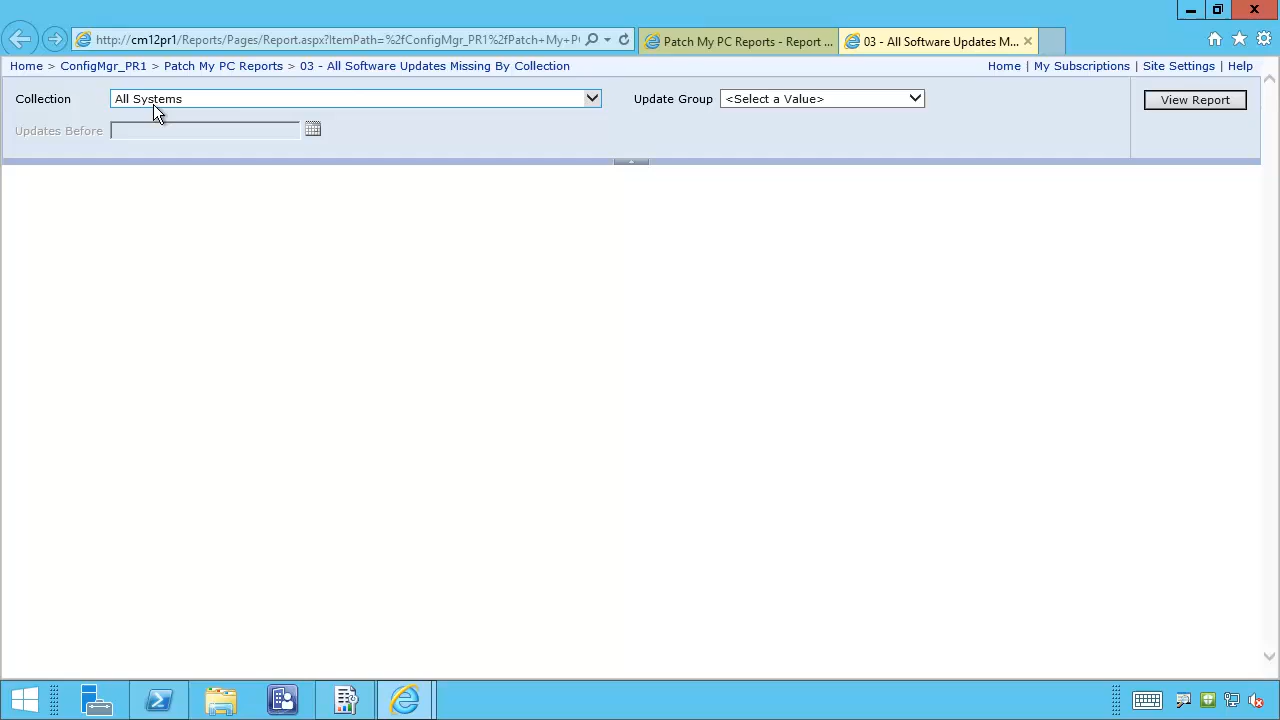 http://cm12pr1/Reports/Pages/Report.aspx?ItemPath=%2fConfigMgr_PR1%2fPatch+My+P
Patch My PC Reports - Report ...
03 - All Software Updates M...
Home > ConfigMgr_PR1 > Patch My PC Reports > 03 - All Software Updates Missing By Collection
Home | My Subscriptions | Site Settings | Help
Collection
All Systems
Update Group
<Select a Value>
View Report
Updates Before